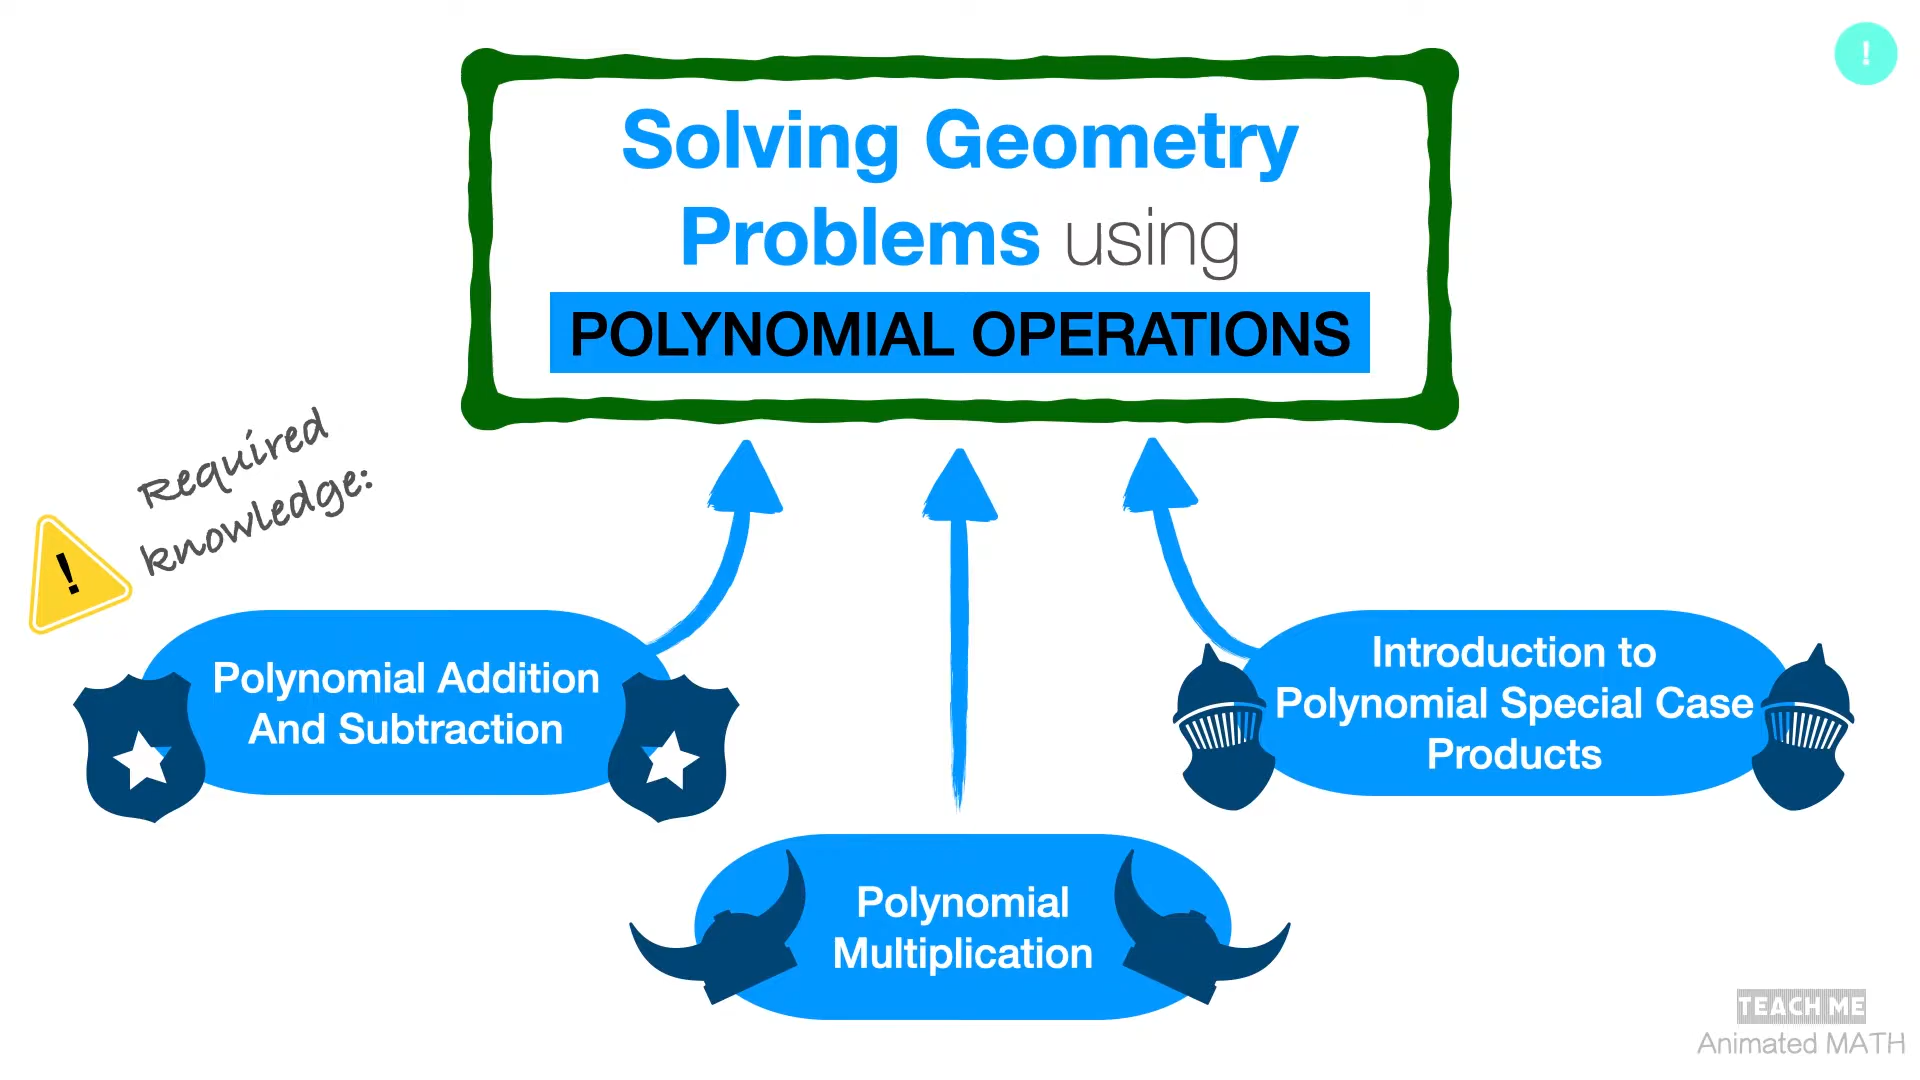 !
Solving Geometry
Problems using
POLYNOMIAL OPERATIONS
Required
knowledge:
!
Polynomial Addition
And Subtraction
Introduction to
Polynomial Special Case
Products
Polynomial
Multiplication
TEACH ME
Animated MATH